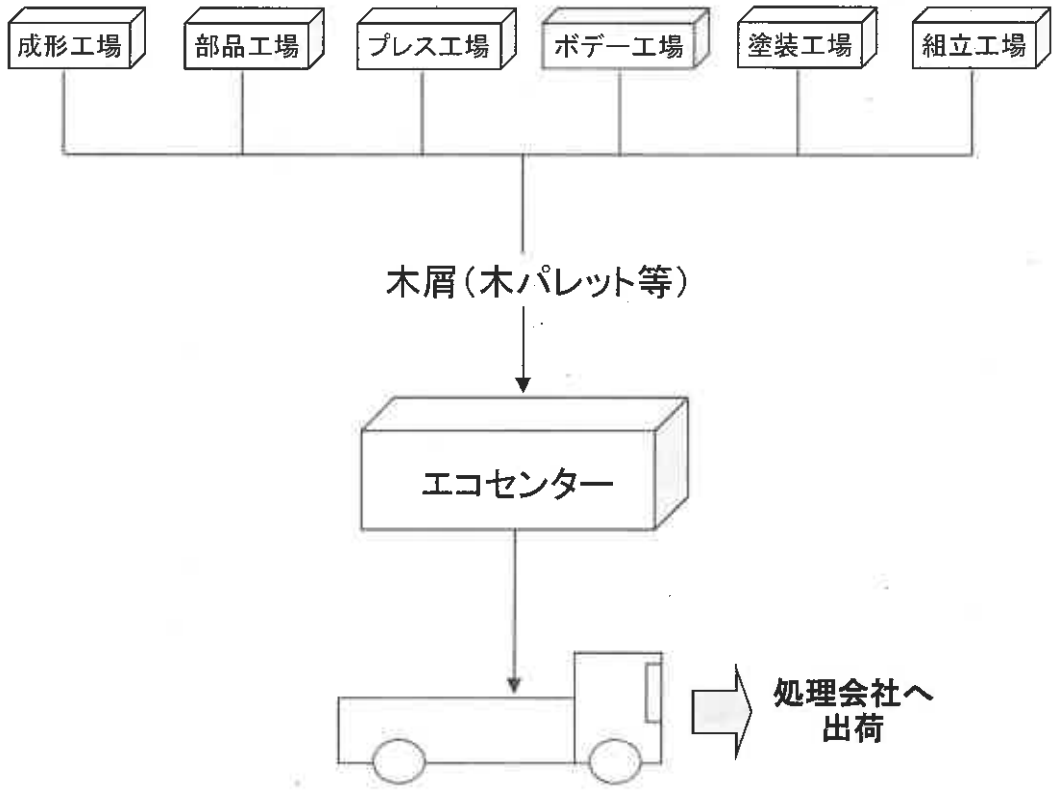 成形工場
部品工場
プレス工場
ボデー工場
塗装工場
組立工場
木屑(木パレット等)
エコセンター
処理会社へ
出荷